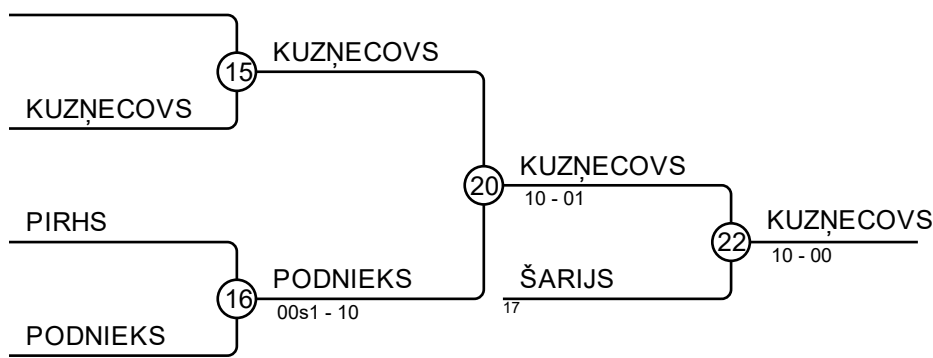 KUZŅECOVS
15
KUZŅECOVS
KUZŅECOVS
20
10 - 01
KUZŅECOVS
22
10 - 00
PIRHS
16
PODNIEKS
00s1 - 10
ŠARIJS
17
PODNIEKS